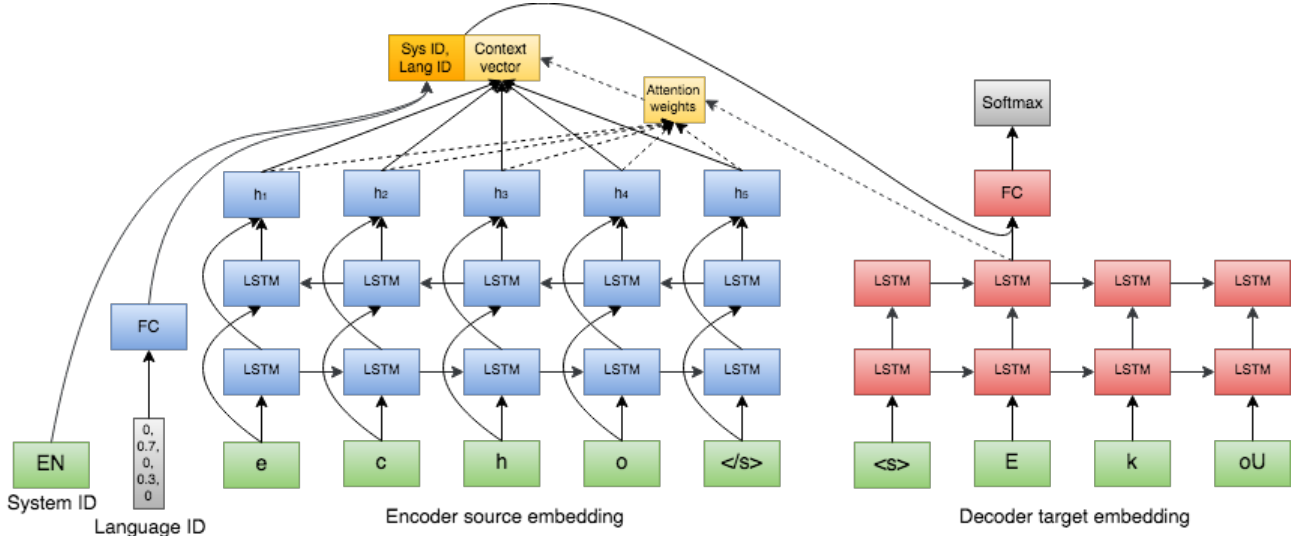 Sys ID,
Lang ID
Context
vector
Attention
weights
Softmax
h1
h2
h3
h4
h5
FC
LSTM
LSTM
LSTM
LSTM
LSTM
LSTM
LSTM
LSTM
LSTM
FC
LSTM
LSTM
LSTM
LSTM
LSTM
LSTM
LSTM
LSTM
LSTM
0,
0.7,
0,
0.3,
0
EN
e
c
h
o
</s>
<s>
E
k
oU
System ID
Language ID
Encoder source embedding
Decoder target embedding